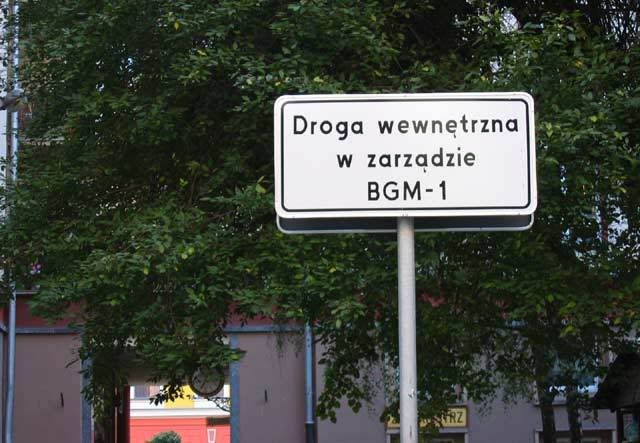 Droga wewnętrzna
w zarządzie
BGM-1